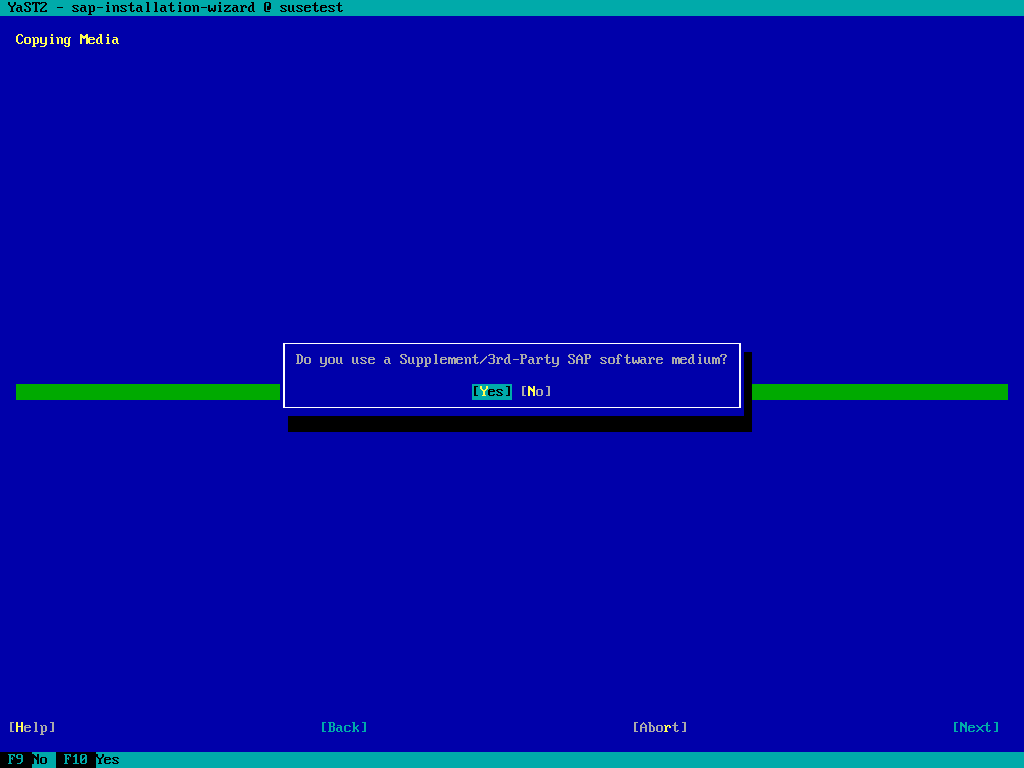 YaST2 - sap-installation-wizard @ susetest
Copying Media
Do you use a Supplement/3rd-Party SAP software medium?
[Yes] [No]
[Help] [Back] [Abort] [Next]
F9 No F10 Yes